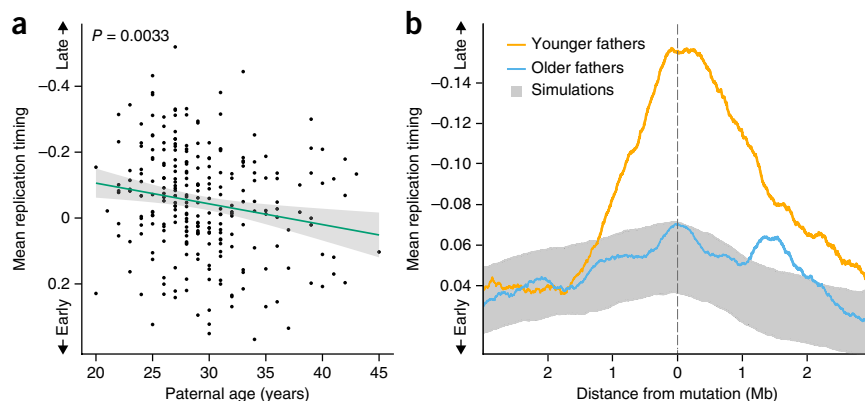 a
P = 0.0033
Late
−0.4
−0.2
0
0.2
Early
Mean replication timing
20 25 30 35 40 45
Paternal age (years)
b
Younger fathers
Older fathers
Simulations
Late
−0.14
−0.12
−0.10
−0.08
0.06
0.04
Early
Mean replication timing
2 1 0 1 2
Distance from mutation (Mb)